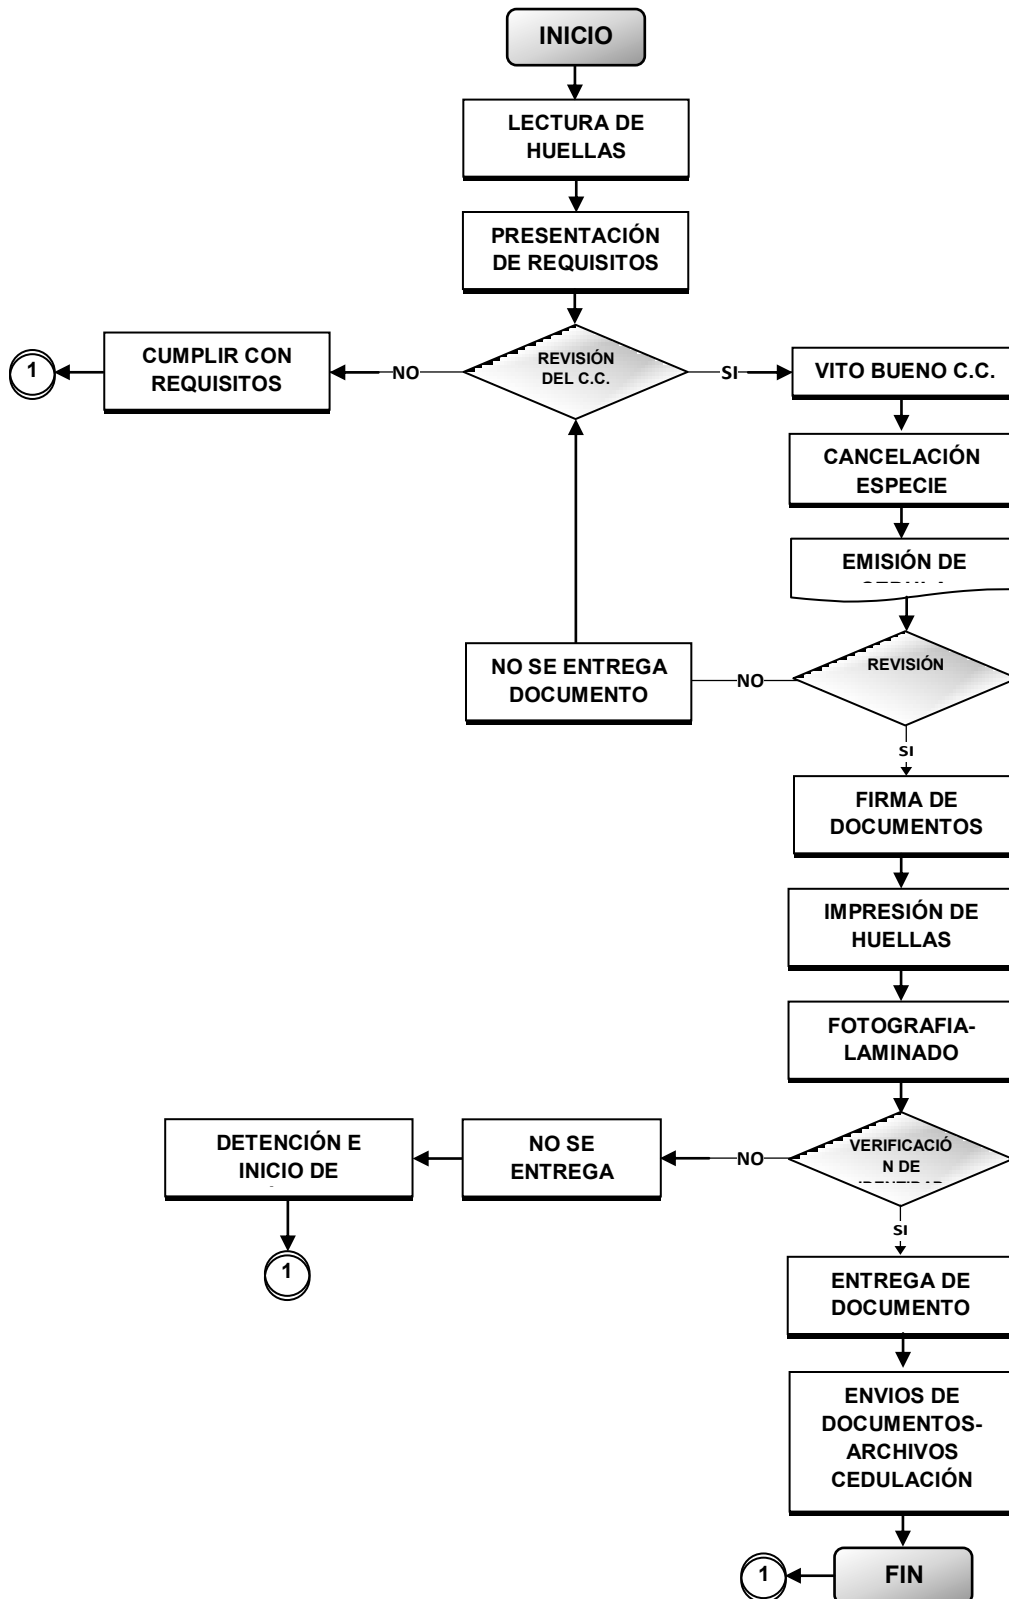 INICIO
LECTURA DE
HUELLAS
PRESENTACIÓN
DE REQUISITOS
1
CUMPLIR CON
REQUISITOS
NO
REVISIÓN
DEL C.C.
SI
VITO BUENO C.C.
CANCELACIÓN
ESPECIE
EMISIÓN DE
NO SE ENTREGA
DOCUMENTO
NO
REVISIÓN
SI
FIRMA DE
DOCUMENTOS
IMPRESIÓN DE
HUELLAS
FOTOGRAFIA-
LAMINADO
DETENCIÓN E
INICIO DE
NO SE
ENTREGA
NO
VERIFICACIÓ
N DE
SI
1
ENTREGA DE
DOCUMENTO
ENVIOS DE
DOCUMENTOS-
ARCHIVOS
CEDULACIÓN
1
FIN